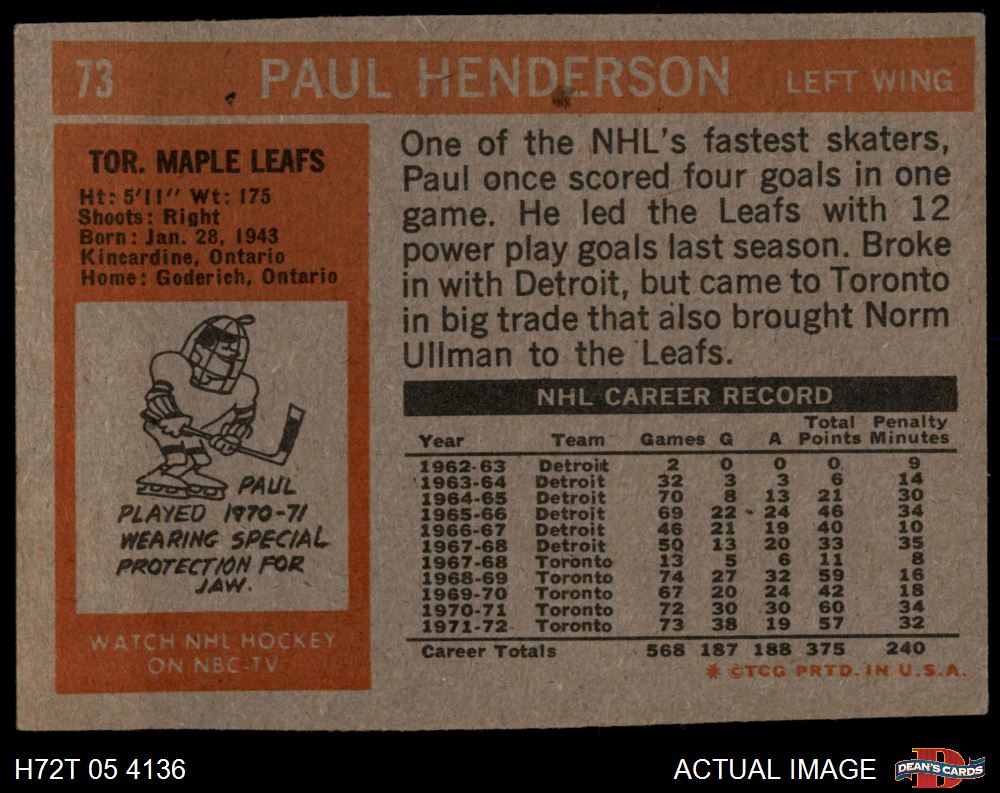 73 PAUL HENDERSON LEFT WING
TOR. MAPLE LEAFS
Ht: 5'11" Wt: 175
Shoots: Right
Born: Jan. 28, 1943
Kincardine, Ontario
Home: Goderich, Ontario
PAUL
PLAYED 1970-71
WEARING SPECIAL
PROTECTION FOR
JAW.
WATCH NHL HOCKEY
ON NBC-TV
One of the NHL's fastest skaters,
Paul once scored four goals in one
game. He led the Leafs with 12
power play goals last season. Broke
in with Detroit, but came to Toronto
in big trade that also brought Norm
Ullman to the Leafs.
NHL CAREER RECORD
Year Team Games G A Total Points Penalty Minutes
1962-63 Detroit 2 0 0 0 9
1963-64 Detroit 32 3 3 6 14
1964-65 Detroit 70 8 13 21 30
1965-66 Detroit 69 22 24 46 34
1966-67 Detroit 46 21 19 40 10
1967-68 Detroit 50 13 20 33 35
1967-68 Toronto 13 5 6 11 8
1968-69 Toronto 74 27 32 59 16
1969-70 Toronto 67 20 24 42 18
1970-71 Toronto 72 30 30 60 34
1971-72 Toronto 73 38 19 57 32
Career Totals 568 187 188 375 240
* ©TCG PRTD. IN U.S.A.
H72T 05 4136
ACTUAL IMAGE
DEAN'S CARDS